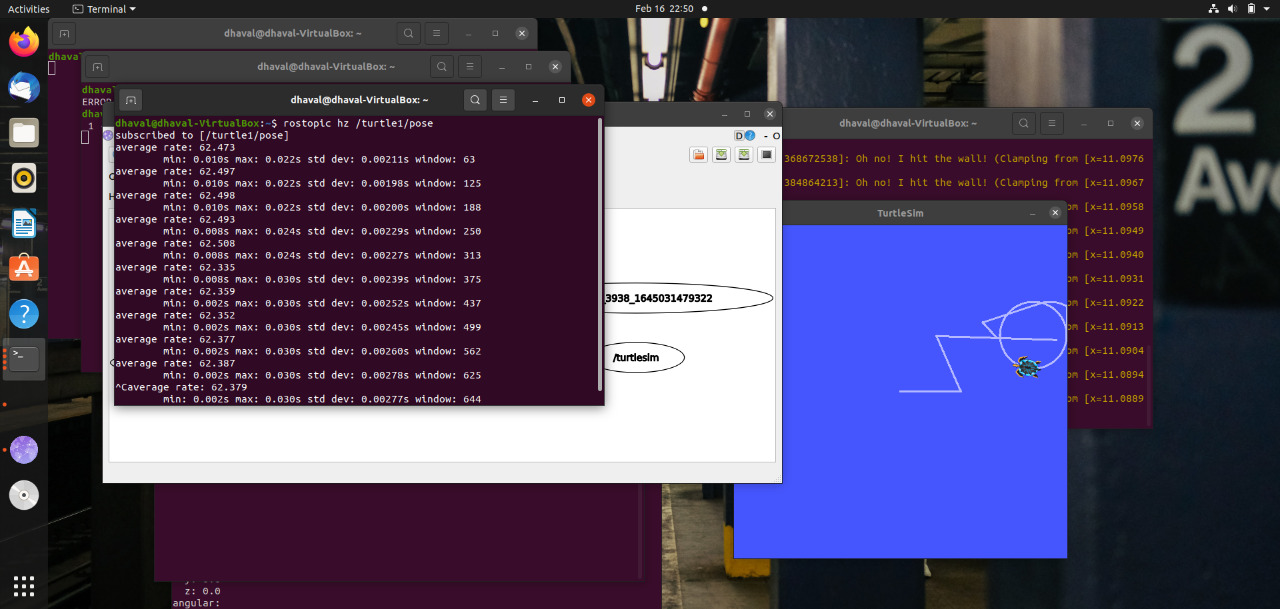 Activities
Terminal
Feb 16 22:50
dhaval@dhaval-VirtualBox: ~
dhaval@dhaval-VirtualBox: ~
dhaval@dhaval-VirtualBox: ~
dhaval@dhaval-VirtualBox:~$ rostopic hz /turtle1/pose
subscribed to [/turtle1/pose]
average rate: 62.473
min: 0.010s max: 0.022s std dev: 0.00211s window: 63
average rate: 62.497
min: 0.010s max: 0.022s std dev: 0.00198s window: 125
average rate: 62.498
min: 0.010s max: 0.022s std dev: 0.00200s window: 188
average rate: 62.493
min: 0.008s max: 0.024s std dev: 0.00229s window: 250
average rate: 62.508
min: 0.008s max: 0.024s std dev: 0.00227s window: 313
average rate: 62.335
min: 0.008s max: 0.030s std dev: 0.00239s window: 375
average rate: 62.359
min: 0.002s max: 0.030s std dev: 0.00252s window: 437
average rate: 62.352
min: 0.002s max: 0.030s std dev: 0.00245s window: 499
average rate: 62.377
min: 0.002s max: 0.030s std dev: 0.00260s window: 562
average rate: 62.387
min: 0.002s max: 0.030s std dev: 0.00278s window: 625
^Caverage rate: 62.379
min: 0.002s max: 0.030s std dev: 0.00277s window: 644
dhav
dhav
ERROR
dhav
1
D
- O
_3938_1645031479322
/turtlesim
dhaval@dhaval-VirtualBox: ~
368672538]: Oh no! I hit the wall! (Clamping from [x=11.0976
384864213]: Oh no! I hit the wall! (Clamping from [x=11.0967
om [x=11.0958
om [x=11.0949
om [x=11.0940
om [x=11.0931
om [x=11.0922
om [x=11.0913
om [x=11.0904
om [x=11.0894
om [x=11.0889
TurtleSim
z: 0.0
angular:
2
Av